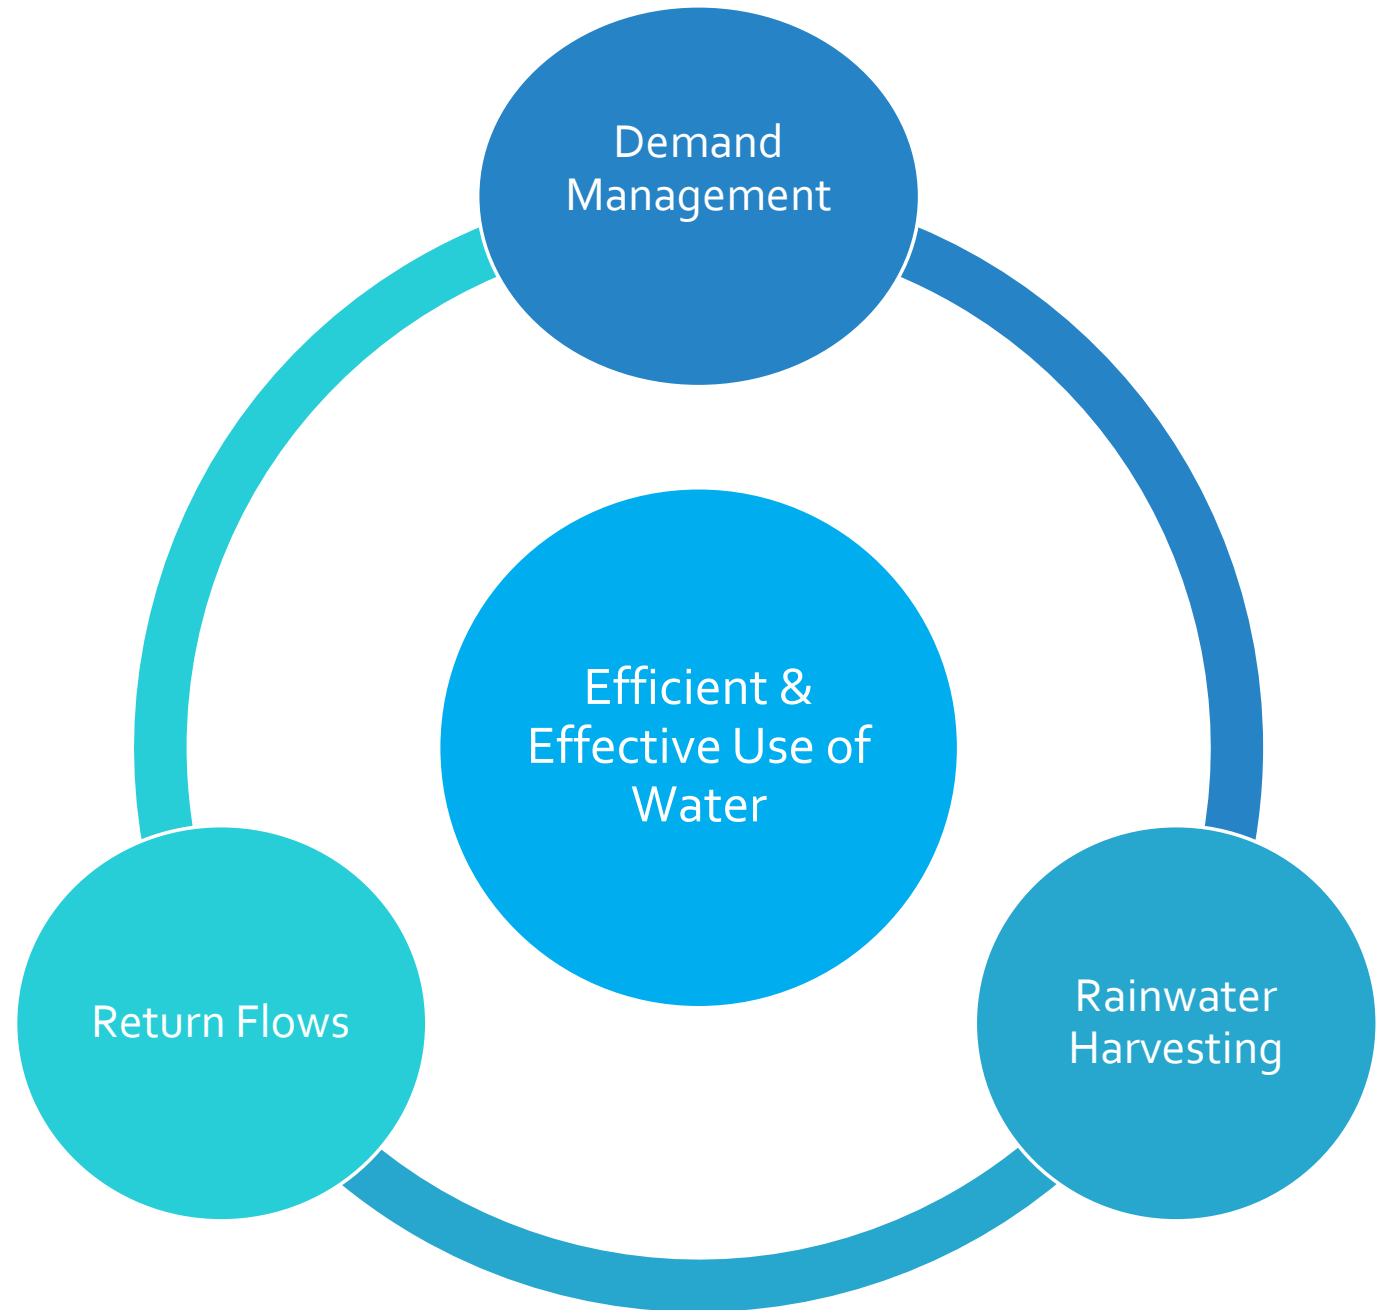 Demand
Management
Efficient &
Effective Use of
Water
Return Flows
Rainwater
Harvesting